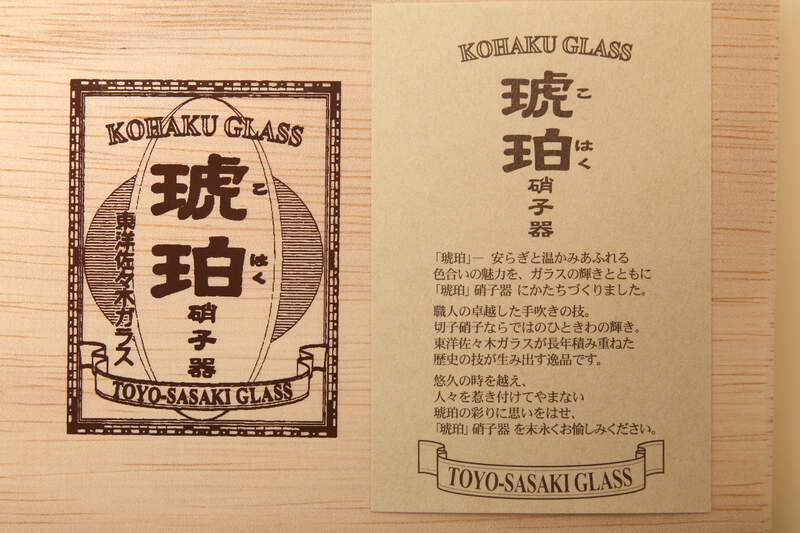 KOHAKU GLASS
琥珀
こはく
硝子器
東洋佐々木ガラス
TOYO-SASAKI GLASS
KOHAKU GLASS
琥珀
こはく
硝子器
「琥珀」― 安らぎと温かみあふれる
色合いの魅力を、ガラスの輝きとともに
「琥珀」硝子器 にかたちづくりました。
職人の卓越した手吹きの技。
切子硝子ならではのひときわの輝き。
東洋佐々木ガラスが長年積み重ねた
歴史の技が生み出す逸品です。
悠久の時を越え、
人々を惹き付けてやまない
琥珀の彩りに思いをはせ、
「琥珀」硝子器 を末永くお愉しみください。
TOYO-SASAKI GLASS